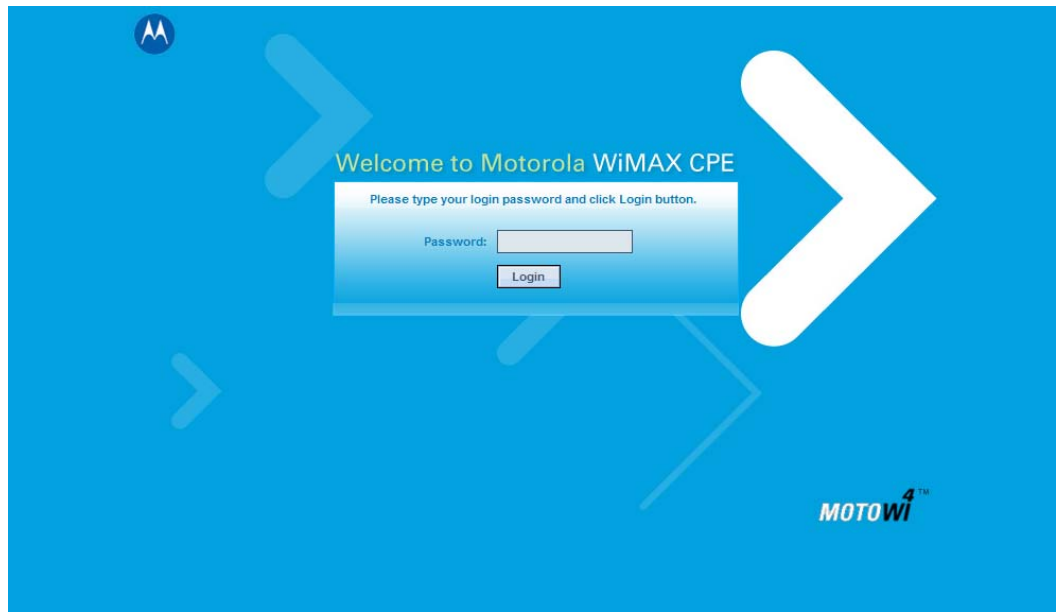 Welcome to Motorola WiMAX CPE
Please type your login password and click Login button.
Password:
Login
MOTOWi4™